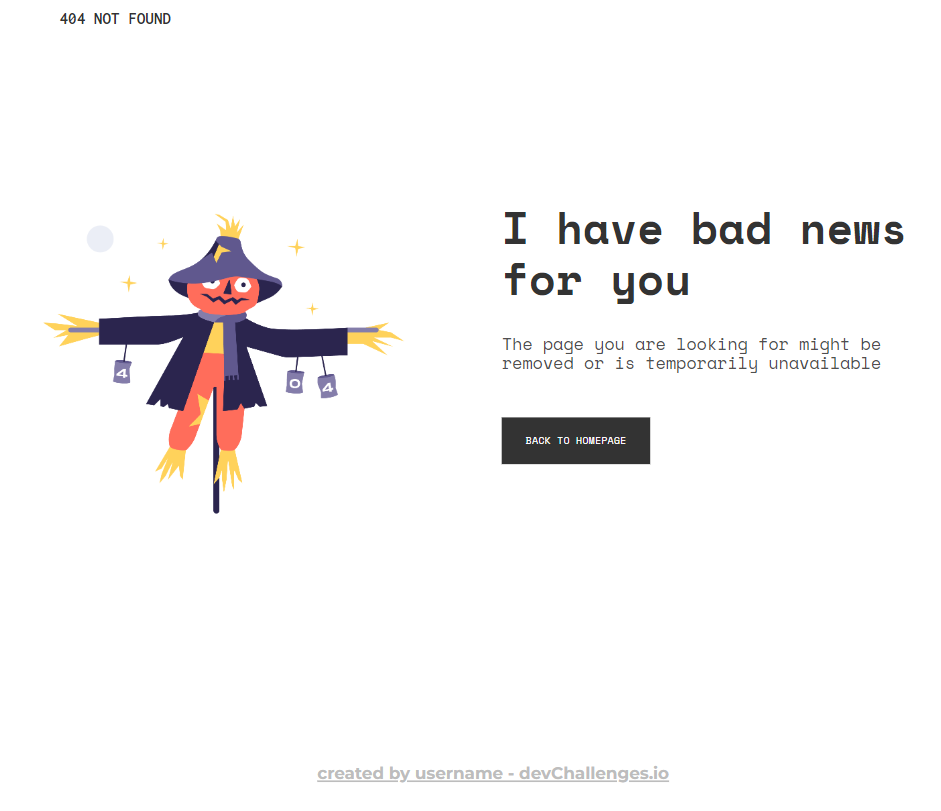 404 NOT FOUND
I have bad news
for you
The page you are looking for might be
removed or is temporarily unavailable
4
0
4
BACK TO HOMEPAGE
created by username - devChallenges.io